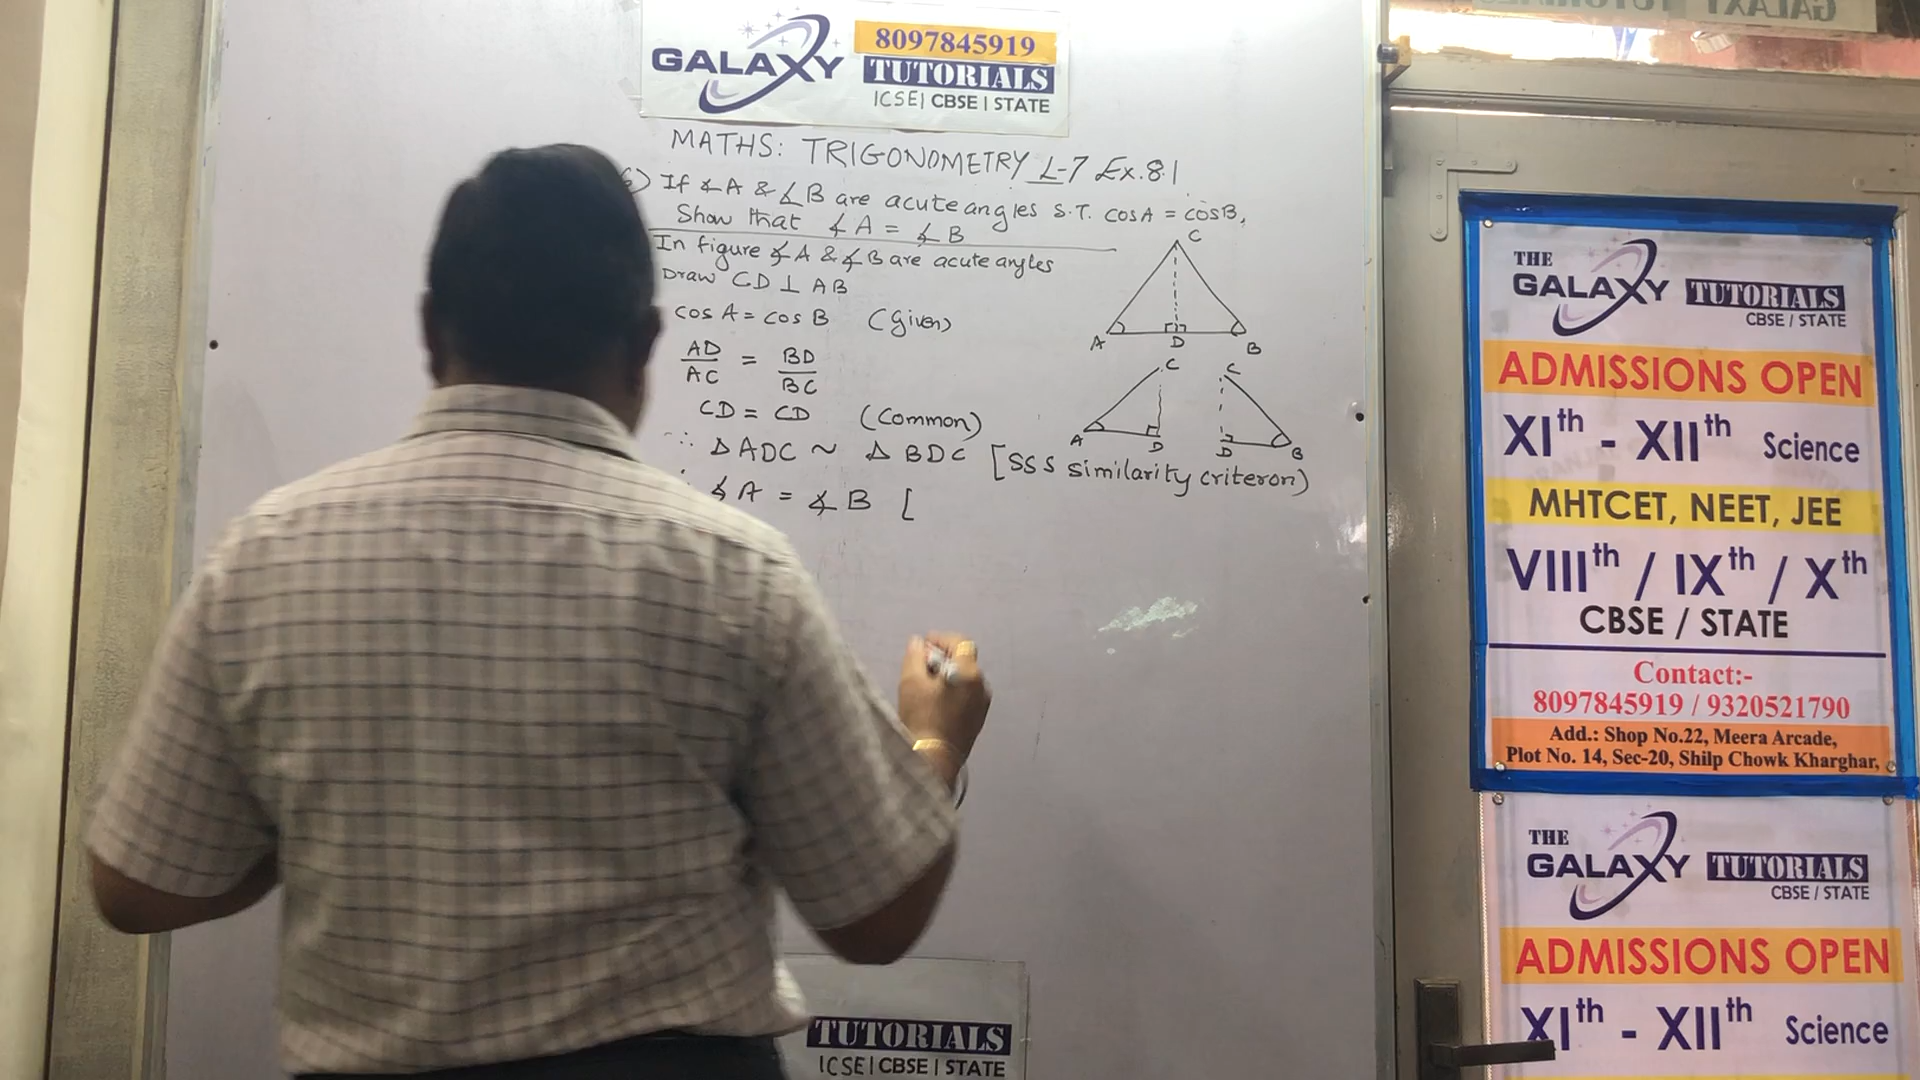 8097845919
GALAXY TUTORIALS
ICSE | CBSE | STATE
MATHS: TRIGONOMETRY L-7 Ex.8.1
6) If ∡A & ∡B are acute angles S.T. cosA = cosB,
Show that ∡A = ∡B
In figure ∡A & ∡B are acute angles
Draw CD ⊥ AB
cos A = cos B (Given)
AD/AC = BD/BC
CD = CD (Common)
∴ ΔADC ~ ΔBDC [SSS similarity criteron)
∡A = ∡B [
C
A D B
C
A D
C
D B
TUTORIALS
ICSE | CBSE | STATE
GALAXY
THE
GALAXY TUTORIALS
CBSE / STATE
ADMISSIONS OPEN
XIth - XIIth Science
MHTCET, NEET, JEE
VIIIth / IXth / Xth
CBSE / STATE
Contact:-
8097845919 / 9320521790
Add.: Shop No.22, Meera Arcade,
Plot No. 14, Sec-20, Shilp Chowk Kharghar,
THE
GALAXY TUTORIALS
CBSE / STATE
ADMISSIONS OPEN
XIth - XIIth Science